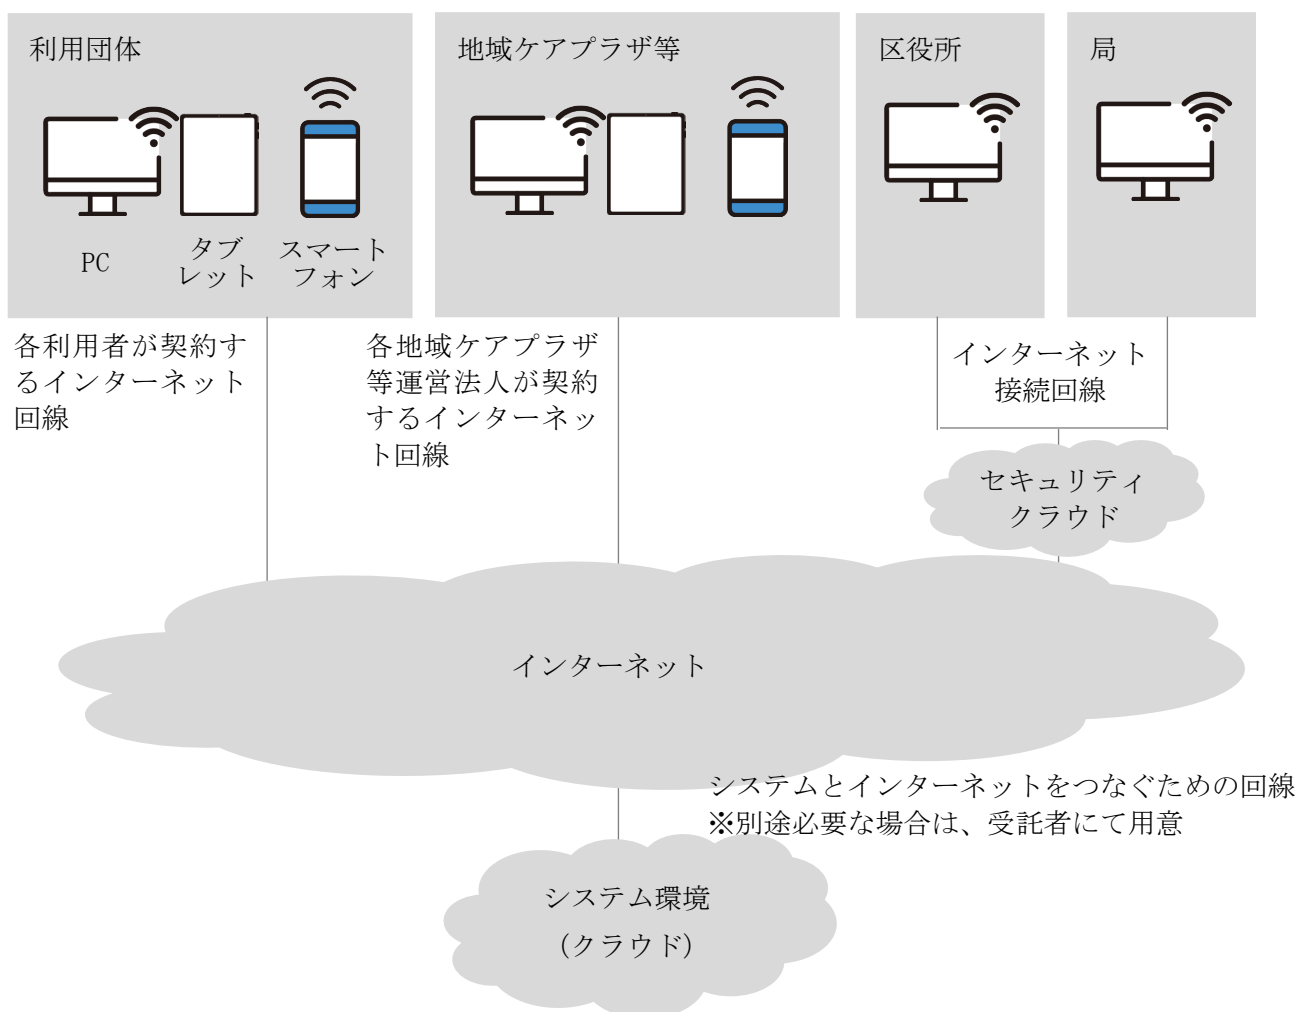 利用団体
地域ケアプラザ等
区役所
局
PC
タブ
レット
スマート
フォン
各利用者が契約す
るインターネット
回線
各地域ケアプラザ
等運営法人が契約
するインターネッ
ト回線
インターネット
接続回線
セキュリティ
クラウド
インターネット
システムとインターネットをつなぐための回線
※別途必要な場合は、受託者にて用意
システム環境
(クラウド)